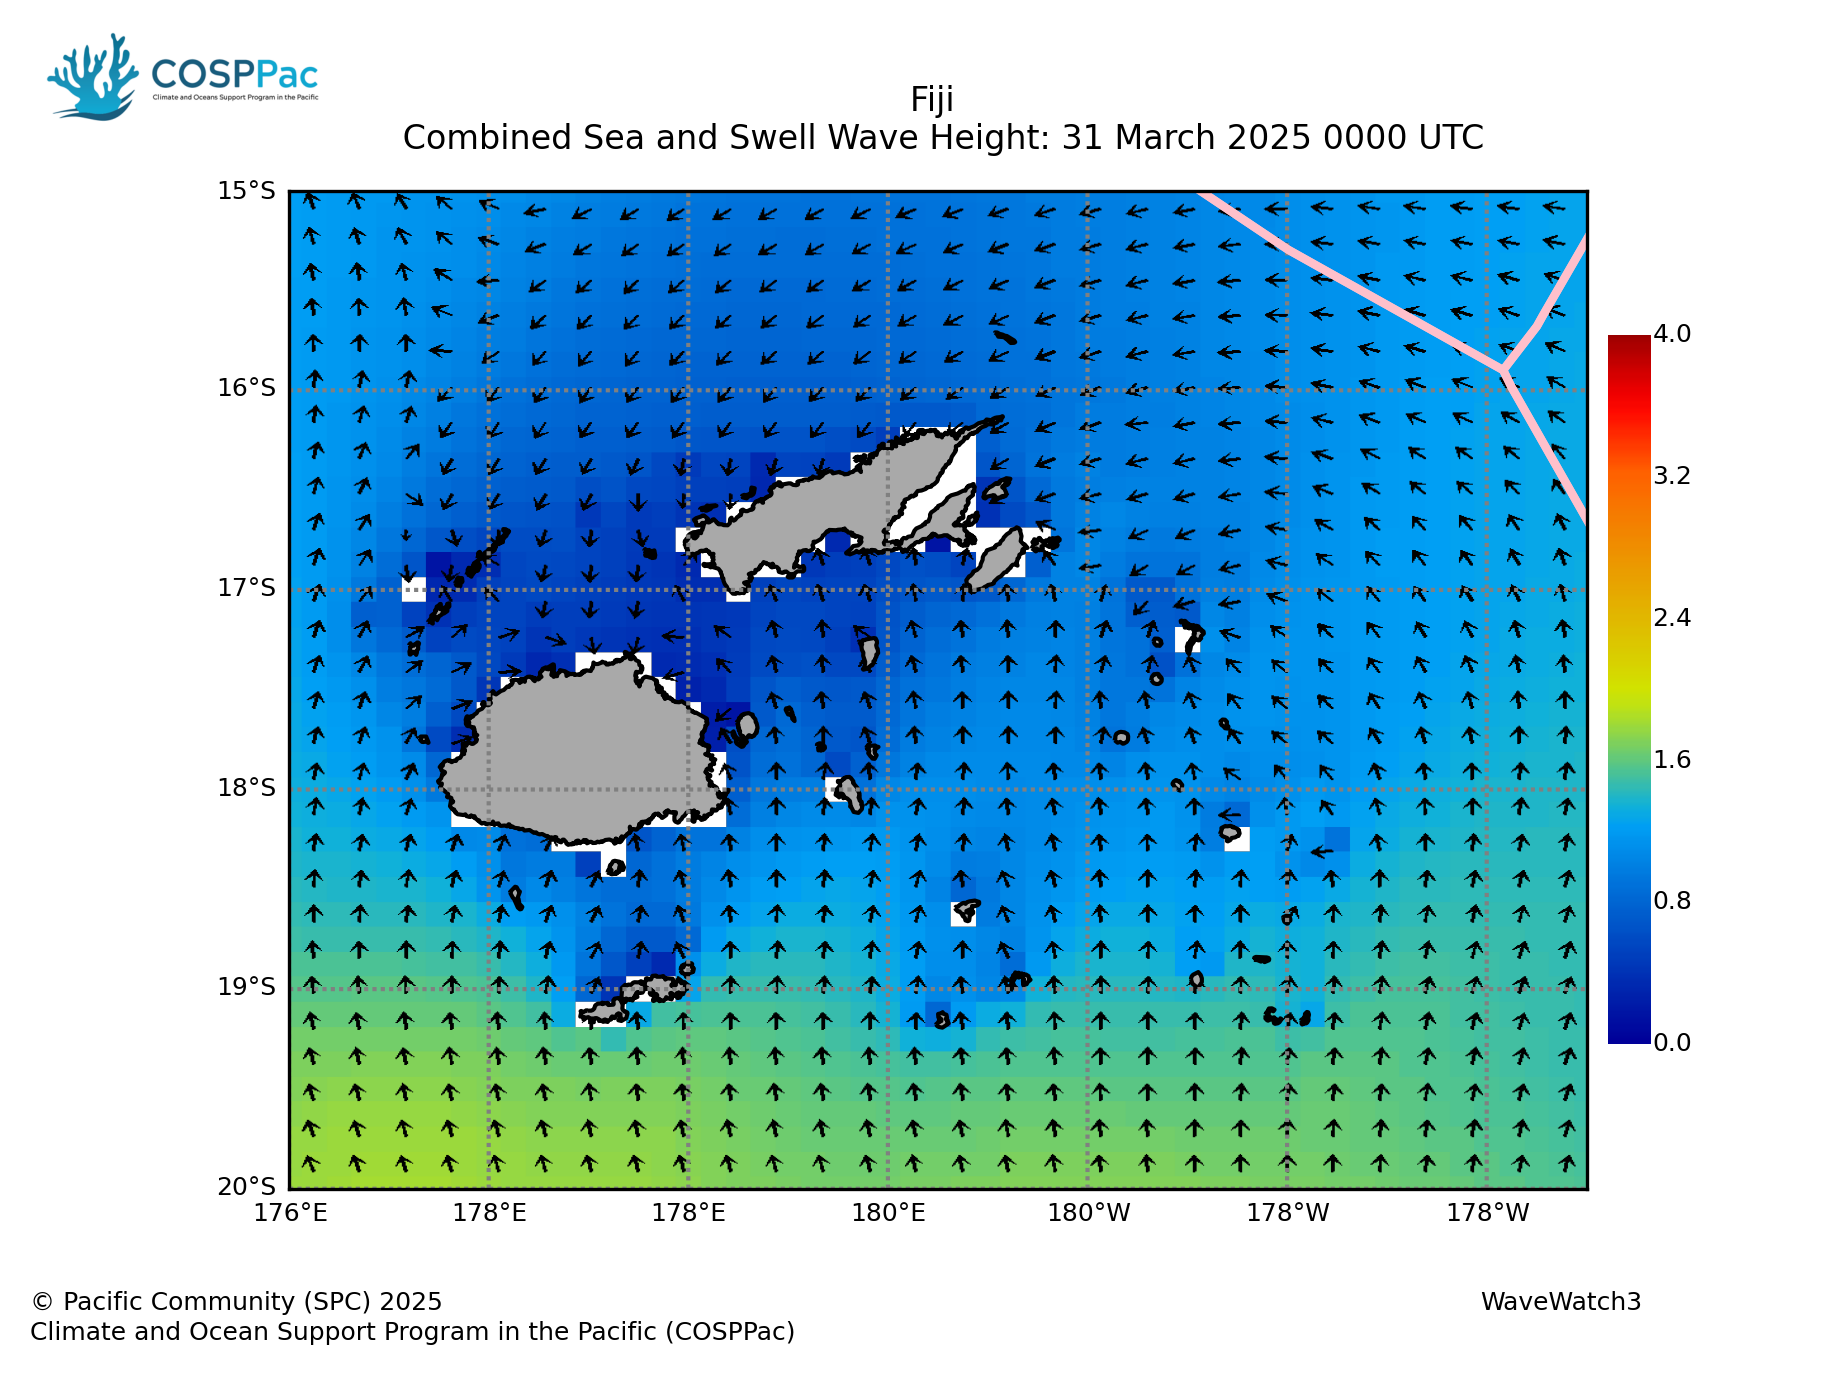 COSPPac
Climate and Oceans Support Program in the Pacific
Fiji
Combined Sea and Swell Wave Height: 31 March 2025 0000 UTC
15°S
16°S
17°S
18°S
19°S
20°S
176°E 178°E 178°E 180°E 180°W 178°W 178°W
4.0
3.2
2.4
1.6
0.8
0.0
© Pacific Community (SPC) 2025
Climate and Ocean Support Program in the Pacific (COSPPac)
WaveWatch3